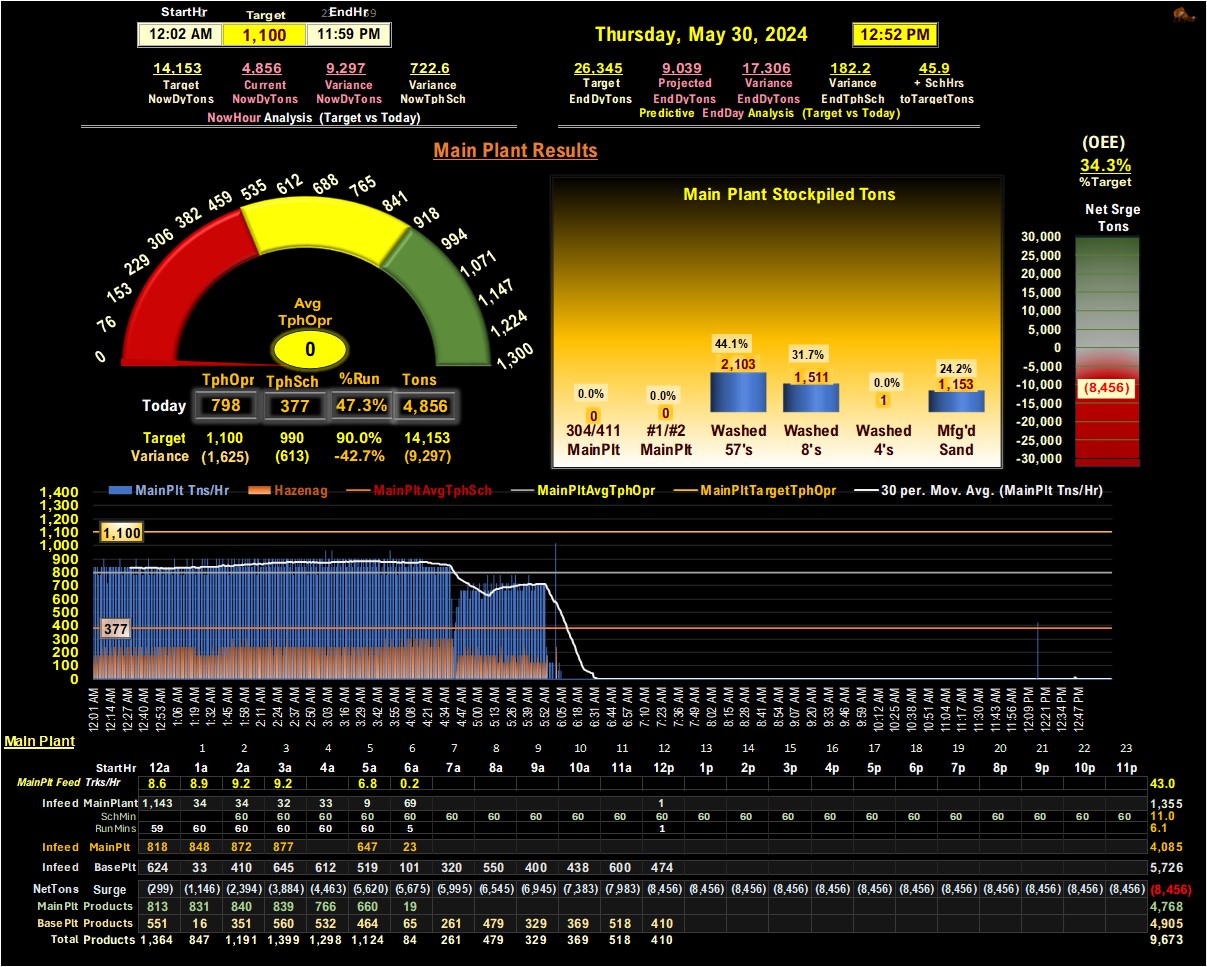 StartHr Target EndHr
12:02 AM 1,100 11:59 PM
Thursday, May 30, 2024 12:52 PM
14,153 4,856 9,297 722.6
Target Current Variance Variance
NowDyTons NowDyTons NowDyTons NowTphSch
NowHour Analysis (Target vs Today)
26,345 9,039 17,306 182.2 45.9
Target Projected Variance Variance + SchHrs
EndDyTons EndDyTons EndDyTons EndTphSch toTargetTons
Predictive EndDay Analysis (Target vs Today)
Main Plant Results
(OEE)
34.3%
%Target
Net Srge
Tons
30,000
25,000
20,000
15,000
10,000
5,000
0
-5,000
-10,000
-15,000
-20,000
-25,000
-30,000
(8,456)
0 76 153 229 306 382 459 535 612 688 765 841 918 994 1,071 1,147 1,224 1,300
Avg
TphOpr
0
TphOpr TphSch %Run Tons
Today 798 377 47.3% 4,856
Target 1,100 990 90.0% 14,153
Variance (1,625) (613) -42.7% (9,297)
Main Plant Stockpiled Tons
0.0% 0.0% 44.1% 31.7% 0.0% 24.2%
0 0 2,103 1,511 1 1,153
304/411 #1/#2 Washed Washed Washed Mfg'd
MainPlt MainPlt 57's 8's 4's Sand
MainPlt Tns/Hr Hazenag MainPltAvgTphSch MainPltAvgTphOpr MainPltTargetTphOpr 30 per. Mov. Avg. (MainPlt Tns/Hr)
1,400
1,300
1,200
1,100
1,000
900
800
700
600
500
400
300
200
100
0
1,100
377
12:01 AM 12:14 AM 12:27 AM 12:40 AM 12:53 AM 1:06 AM 1:19 AM 1:32 AM 1:45 AM 1:58 AM 2:11 AM 2:24 AM 2:37 AM 2:50 AM 3:03 AM 3:16 AM 3:29 AM 3:42 AM 3:55 AM 4:08 AM 4:21 AM 4:34 AM 4:47 AM 5:00 AM 5:13 AM 5:26 AM 5:39 AM 5:52 AM 6:05 AM 6:18 AM 6:31 AM 6:44 AM 6:57 AM 7:10 AM 7:23 AM 7:36 AM 7:49 AM 8:02 AM 8:15 AM 8:28 AM 8:41 AM 8:54 AM 9:07 AM 9:20 AM 9:33 AM 9:46 AM 9:59 AM 10:12 AM 10:25 AM 10:38 AM 10:51 AM 11:04 AM 11:17 AM 11:30 AM 11:43 AM 11:56 AM 12:09 PM 12:21 PM 12:34 PM 12:47 PM
Main Plant
1 2 3 4 5 6 7 8 9 10 11 12 13 14 15 16 17 18 19 20 21 22 23
StartHr 12a 1a 2a 3a 4a 5a 6a 7a 8a 9a 10a 11a 12p 1p 2p 3p 4p 5p 6p 7p 8p 9p 10p 11p
MainPlt Feed Trks/Hr 8.6 8.9 9.2 9.2 6.8 0.2 43.0
Infeed MainPlant 1,143 34 34 32 33 9 69 1 1,355
SchMin 60 60 60 60 60 60 60 60 60 60 60 60 60 60 60 60 60 60 60 60 60 60 11.0
RunMins 59 60 60 60 60 60 5 1 6.1
Infeed MainPlt 818 848 872 877 647 23 4,085
Infeed BasePlt 624 33 410 645 612 519 101 320 550 400 438 600 474 5,726
NetTons Surge (299) (1,146) (2,394) (3,884) (4,463) (5,620) (5,675) (5,995) (6,545) (6,945) (7,383) (7,983) (8,456) (8,456) (8,456) (8,456) (8,456) (8,456) (8,456) (8,456) (8,456) (8,456) (8,456) (8,456) (8,456)
MainPlt Products 813 831 840 839 766 660 19 4,768
BasePlt Products 551 16 351 560 532 464 65 261 479 329 369 518 410 4,905
Total Products 1,364 847 1,191 1,399 1,298 1,124 84 261 479 329 369 518 410 9,673